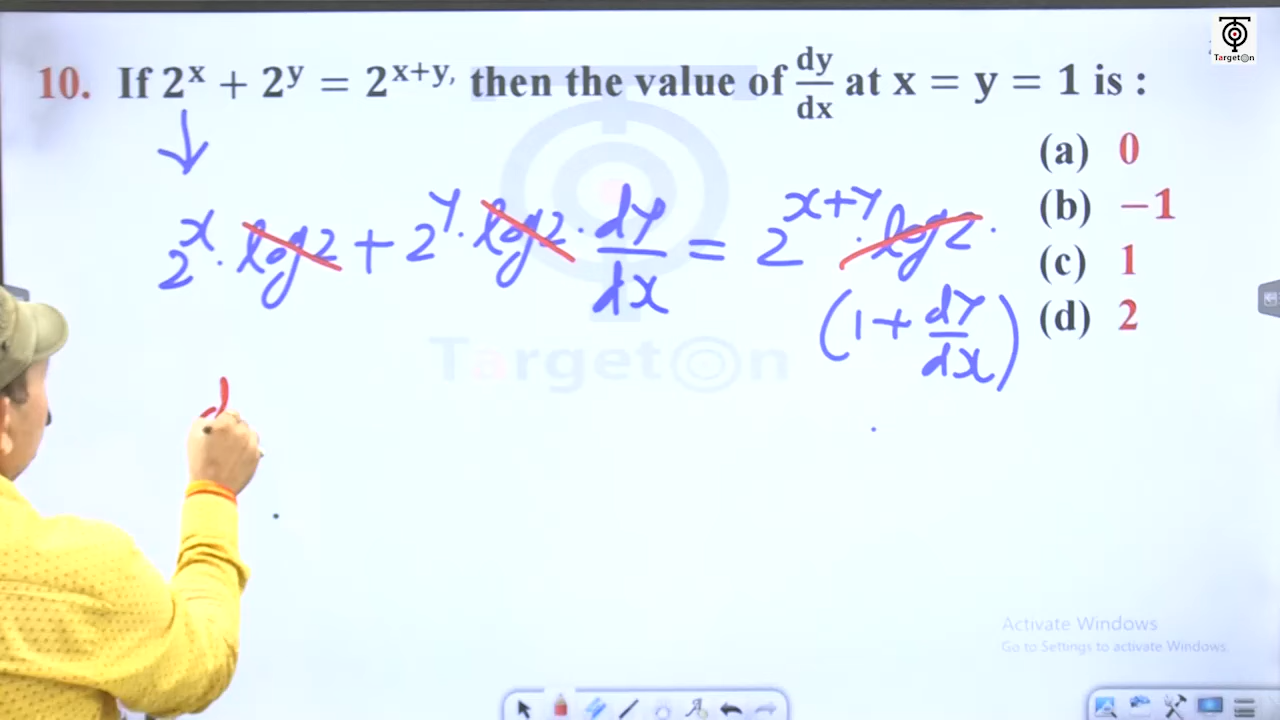 TargetOn
10. If 2ˣ + 2ʸ = 2ˣ⁺ʸ, then the value of dy/dx at x = y = 1 is :
(a) 0
(b) −1
(c) 1
(d) 2
2ˣ · log2 + 2ʸ · log2 · dy/dx = 2ˣ⁺ʸ · log2 ·
(1 + dy/dx)
TargetOn
Activate Windows
Go to Settings to activate Windows.